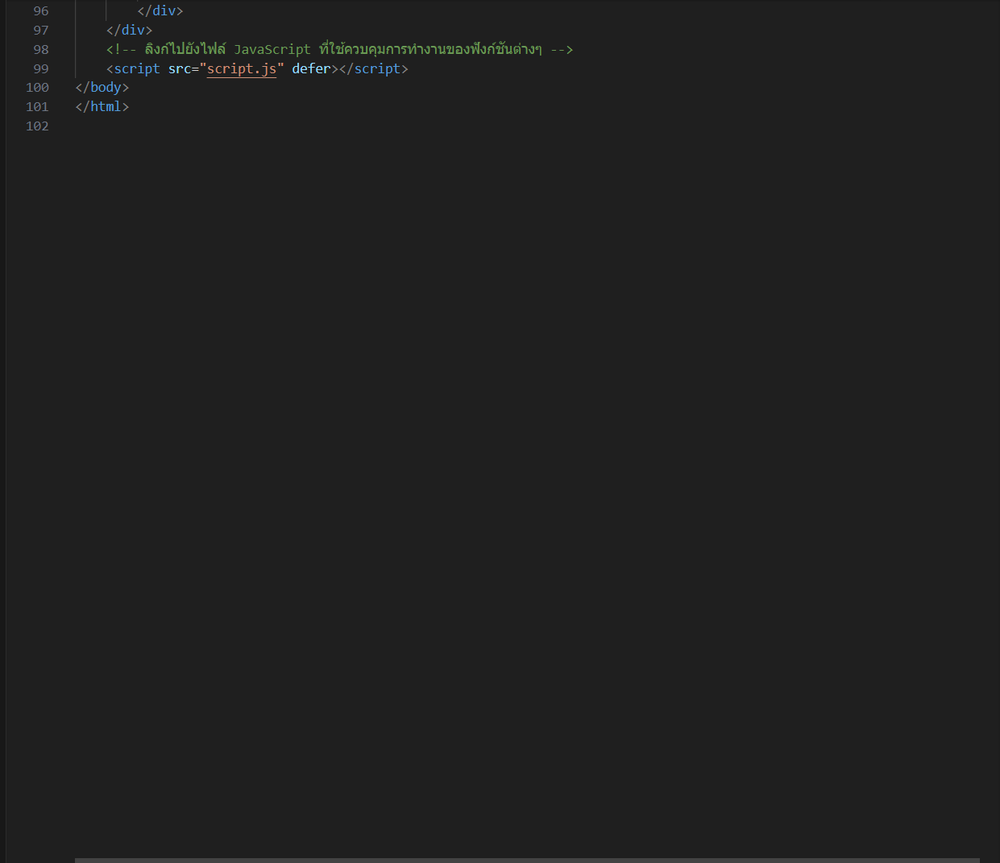 96 </div>
97 </div>
98 <!-- ลิงก์ไปยังไฟล์ JavaScript ที่ใช้ควบคุมการทำงานของฟังก์ชันต่างๆ -->
99 <script src="script.js" defer></script>
100 </body>
101 </html>
102